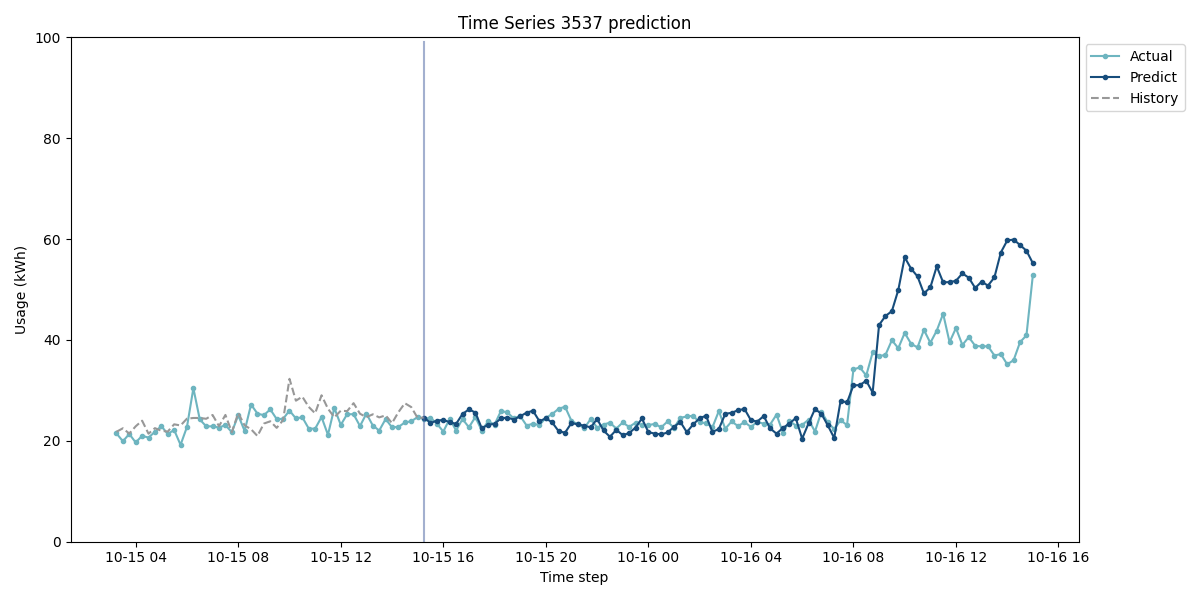 Time Series 3537 prediction
100
80
60
40
20
0
Usage (kWh)
10-15 04
10-15 08
10-15 12
10-15 16
10-15 20
10-16 00
10-16 04
10-16 08
10-16 12
10-16 16
Time step
Actual
Predict
History